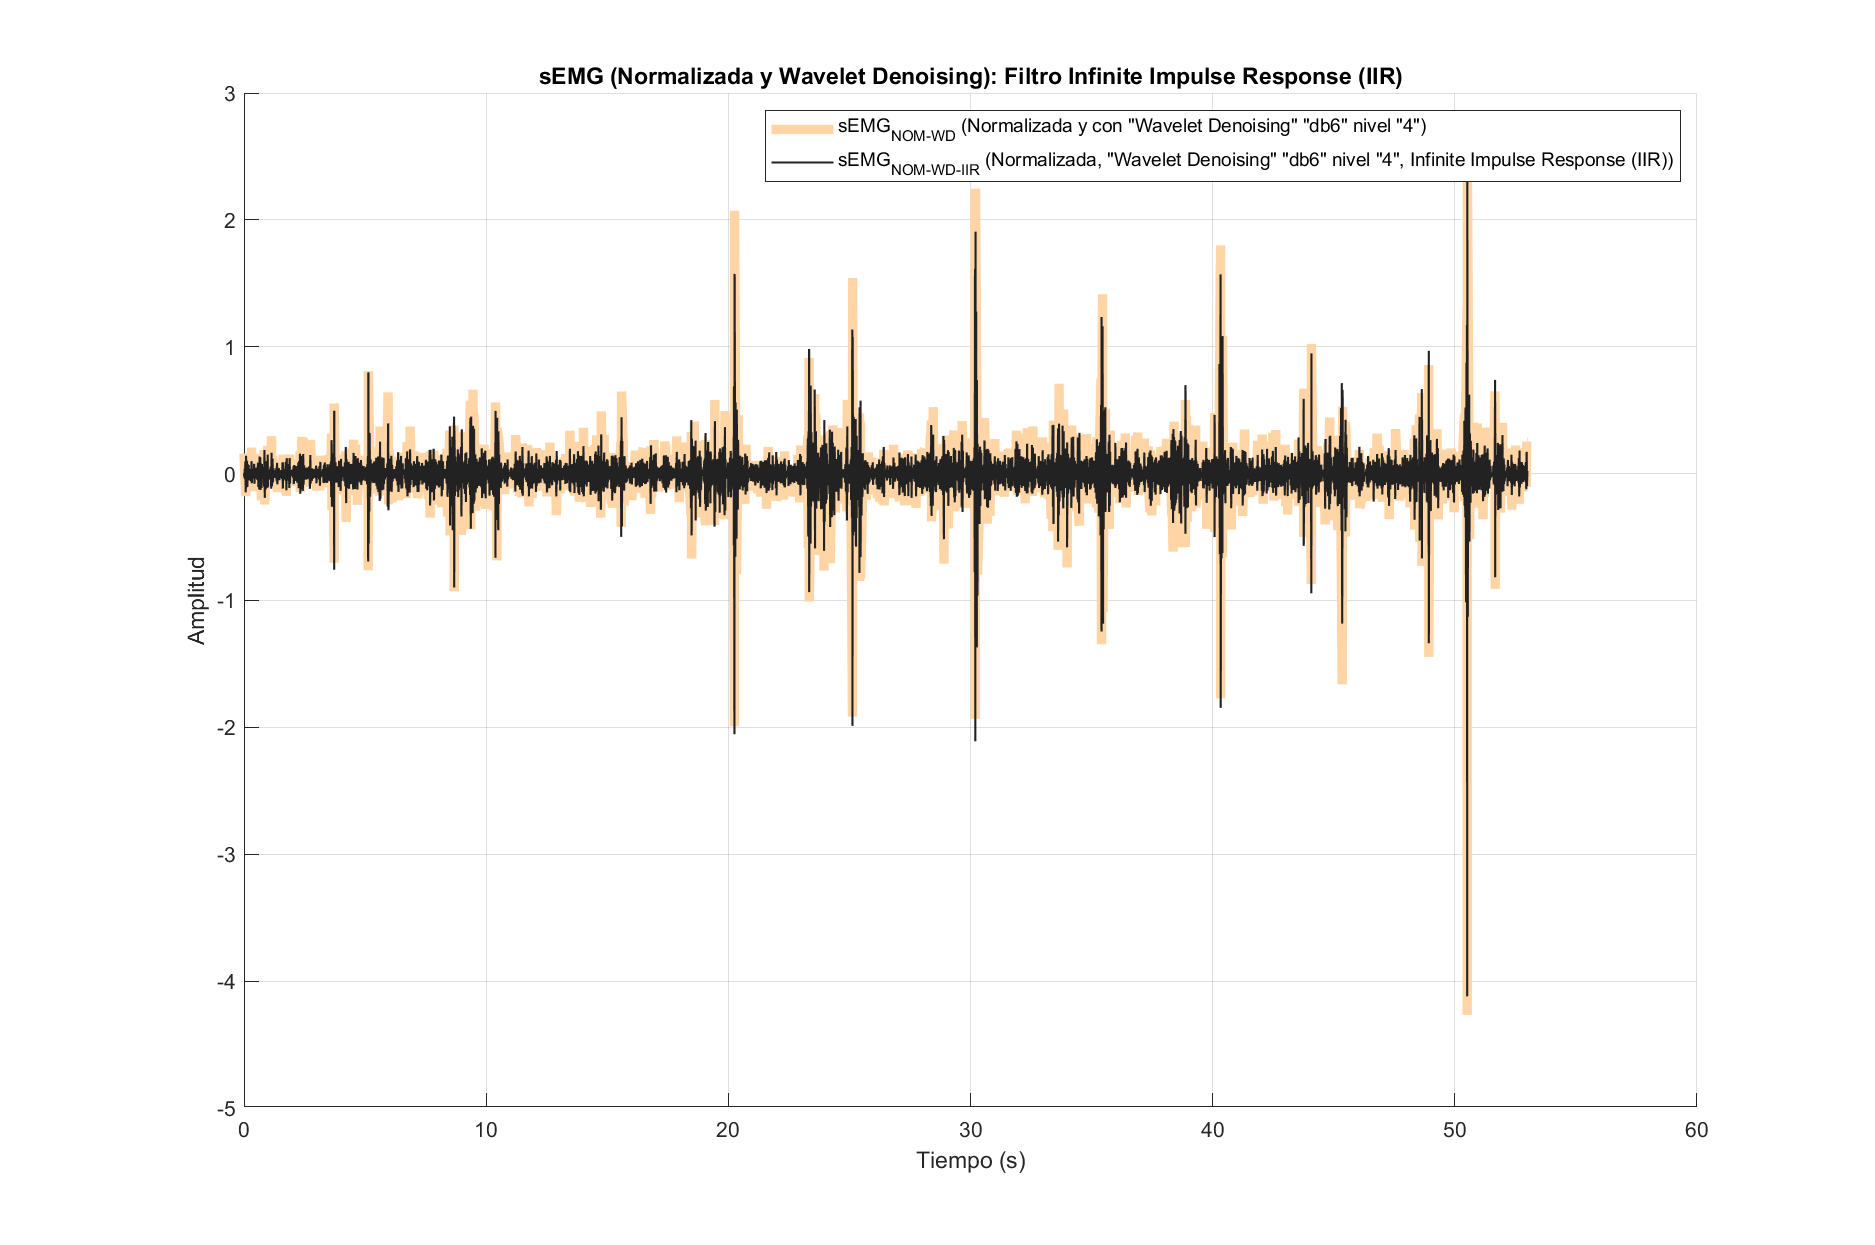 sEMG (Normalizada y Wavelet Denoising): Filtro Infinite Impulse Response (IIR)
sEMG_NOM-WD (Normalizada y con "Wavelet Denoising" "db6" nivel "4")
sEMG_NOM-WD-IIR (Normalizada, "Wavelet Denoising" "db6" nivel "4", Infinite Impulse Response (IIR))
3
2
1
0
-1
-2
-3
-4
-5
Amplitud
0 10 20 30 40 50 60
Tiempo (s)